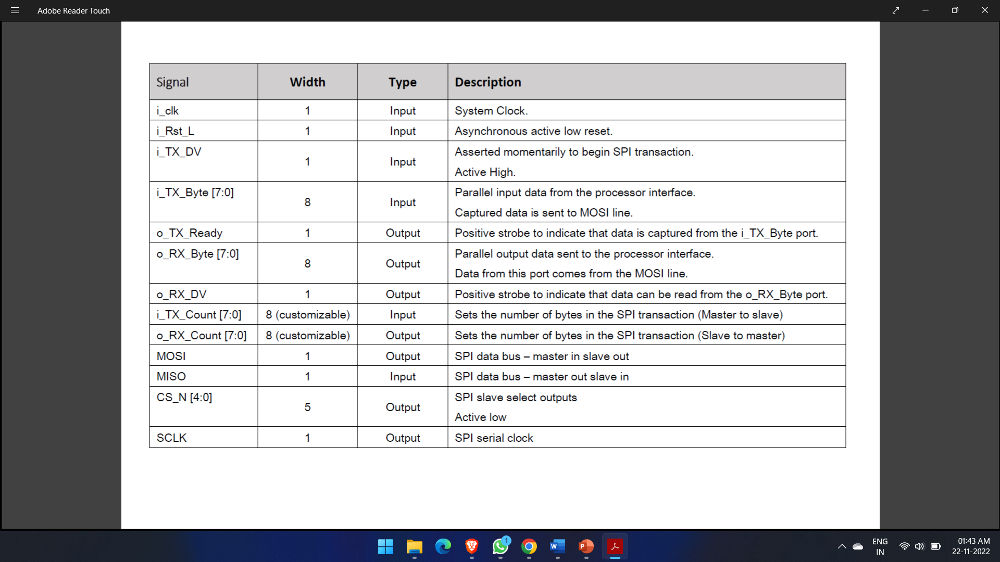 Adobe Reader Touch
Signal Width Type Description
i_clk 1 Input System Clock.
i_Rst_L 1 Input Asynchronous active low reset.
i_TX_DV 1 Input Asserted momentarily to begin SPI transaction.
Active High.
i_TX_Byte [7:0] 8 Input Parallel input data from the processor interface.
Captured data is sent to MOSI line.
o_TX_Ready 1 Output Positive strobe to indicate that data is captured from the i_TX_Byte port.
o_RX_Byte [7:0] 8 Output Parallel output data sent to the processor interface.
Data from this port comes from the MOSI line.
o_RX_DV 1 Output Positive strobe to indicate that data can be read from the o_RX_Byte port.
i_TX_Count [7:0] 8 (customizable) Input Sets the number of bytes in the SPI transaction (Master to slave)
o_RX_Count [7:0] 8 (customizable) Output Sets the number of bytes in the SPI transaction (Slave to master)
MOSI 1 Output SPI data bus – master in slave out
MISO 1 Input SPI data bus – master out slave in
CS_N [4:0] 5 Output SPI slave select outputs
Active low
SCLK 1 Output SPI serial clock
1
W
P
ENG
IN
01:43 AM
22-11-2022